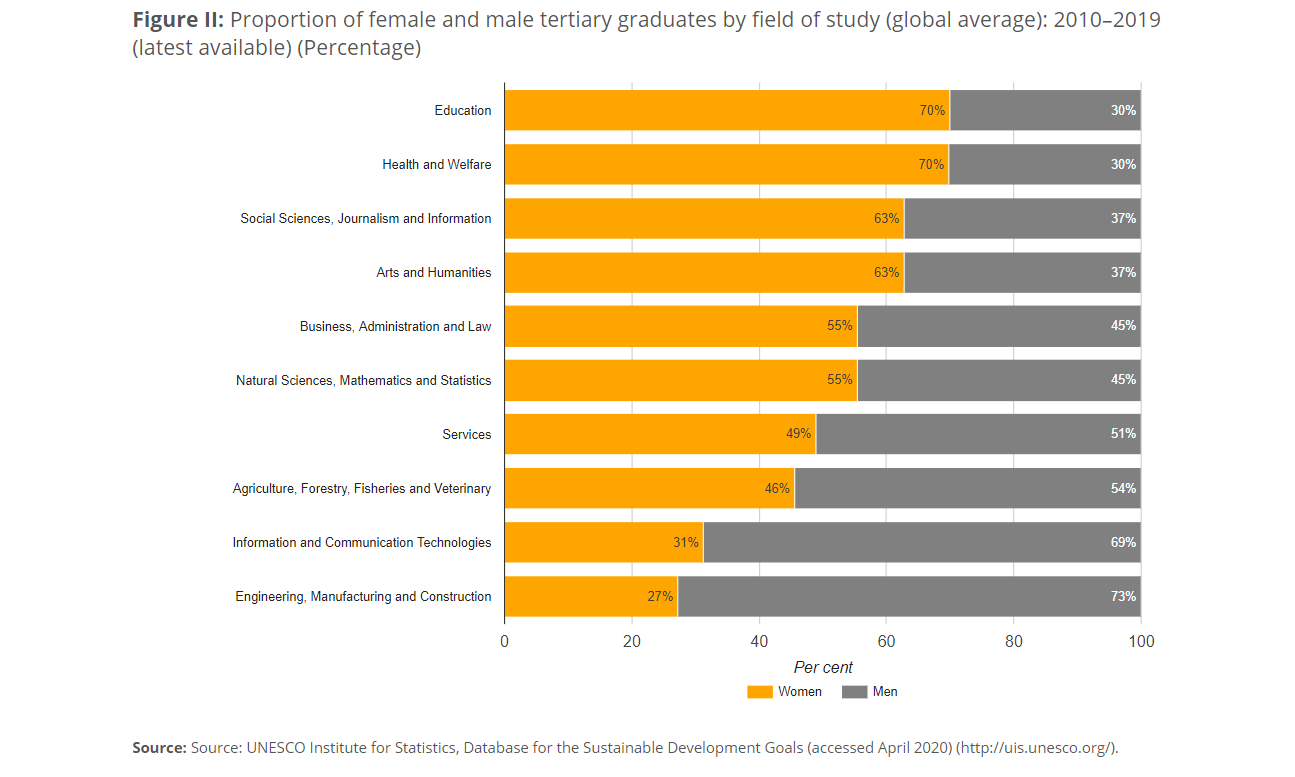 Figure II: Proportion of female and male tertiary graduates by field of study (global average): 2010–2019
(latest available) (Percentage)
Education 70% 30%
Health and Welfare 70% 30%
Social Sciences, Journalism and Information 63% 37%
Arts and Humanities 63% 37%
Business, Administration and Law 55% 45%
Natural Sciences, Mathematics and Statistics 55% 45%
Services 49% 51%
Agriculture, Forestry, Fisheries and Veterinary 46% 54%
Information and Communication Technologies 31% 69%
Engineering, Manufacturing and Construction 27% 73%
0 20 40 60 80 100
Per cent
Women Men
Source: Source: UNESCO Institute for Statistics, Database for the Sustainable Development Goals (accessed April 2020) (http://uis.unesco.org/).